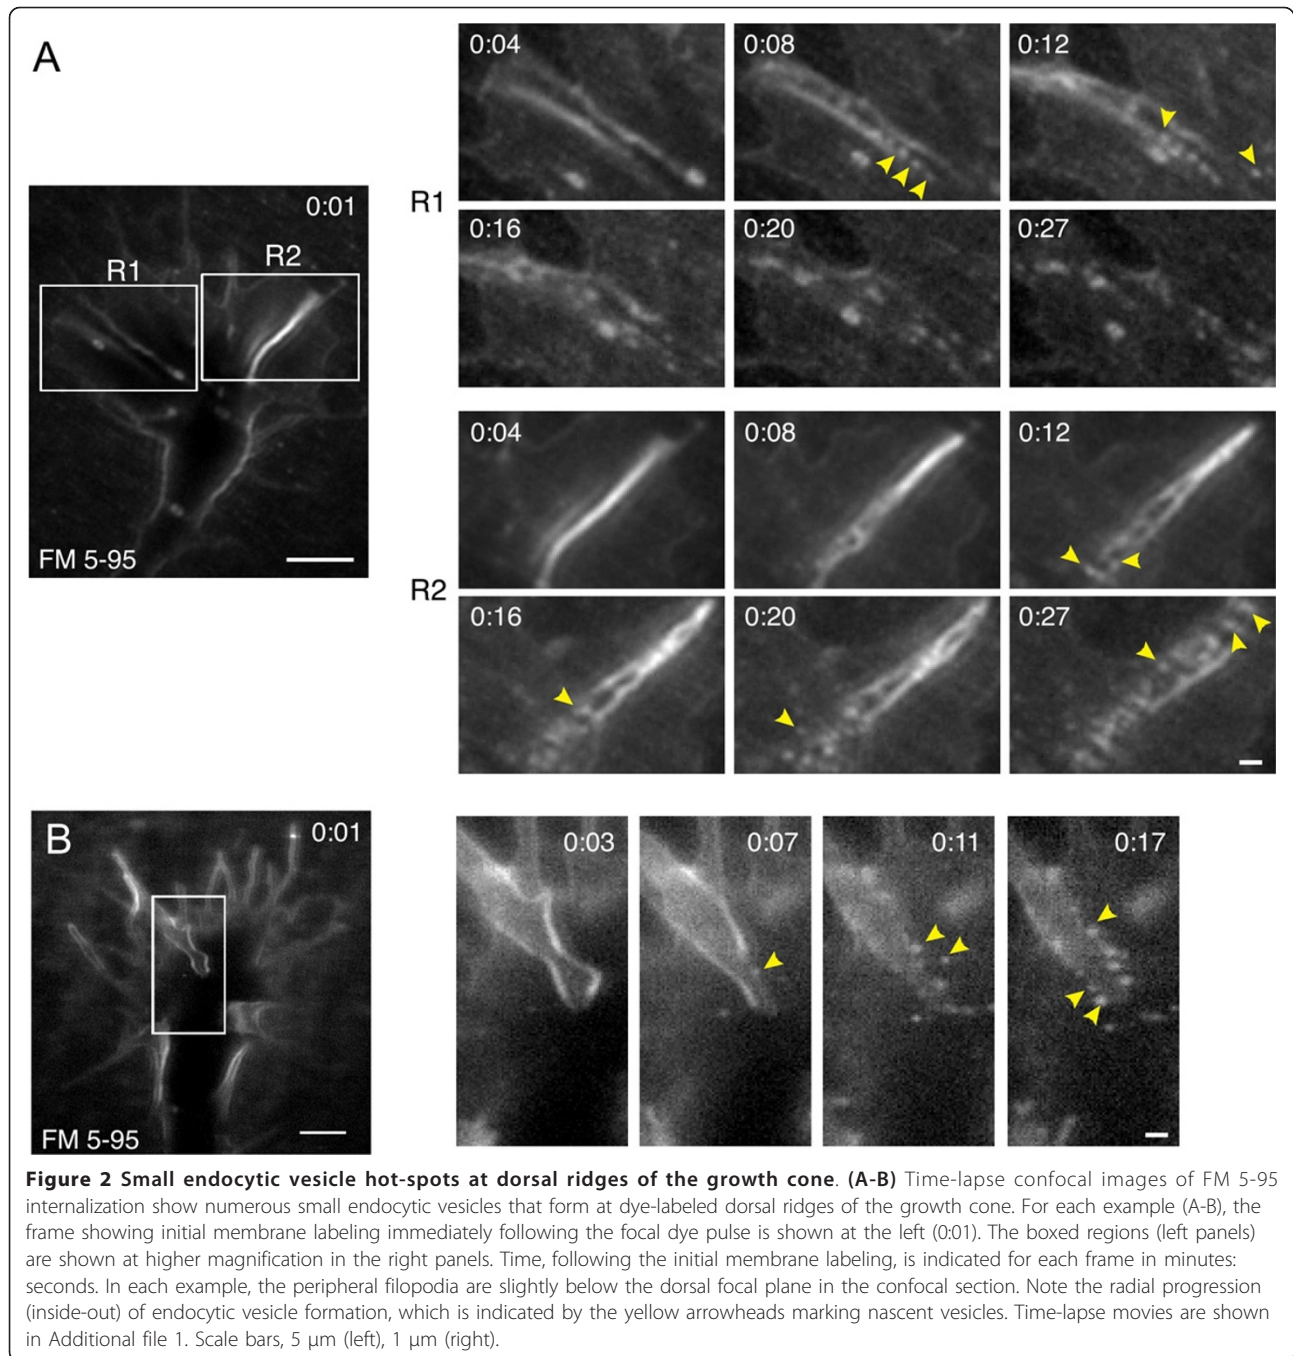 A
0:01
R1
R2
FM 5-95
R1
0:04
0:08
0:12
0:16
0:20
0:27
R2
0:04
0:08
0:12
0:16
0:20
0:27
B
0:01
FM 5-95
0:03
0:07
0:11
0:17
Figure 2 Small endocytic vesicle hot-spots at dorsal ridges of the growth cone. (A-B) Time-lapse confocal images of FM 5-95
internalization show numerous small endocytic vesicles that form at dye-labeled dorsal ridges of the growth cone. For each example (A-B), the
frame showing initial membrane labeling immediately following the focal dye pulse is shown at the left (0:01). The boxed regions (left panels)
are shown at higher magnification in the right panels. Time, following the initial membrane labeling, is indicated for each frame in minutes:
seconds. In each example, the peripheral filopodia are slightly below the dorsal focal plane in the confocal section. Note the radial progression
(inside-out) of endocytic vesicle formation, which is indicated by the yellow arrowheads marking nascent vesicles. Time-lapse movies are shown
in Additional file 1. Scale bars, 5 μm (left), 1 μm (right).